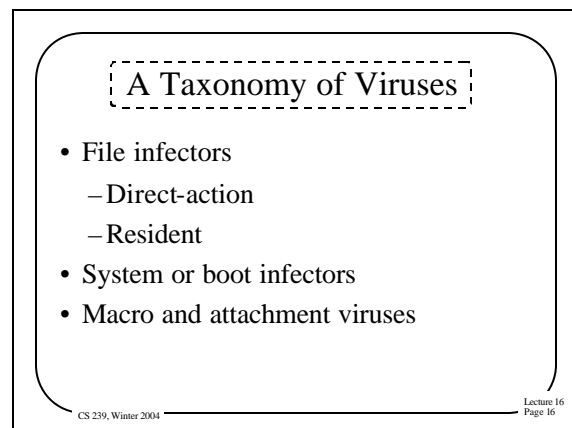 A Taxonomy of Viruses
• File infectors
– Direct-action
– Resident
• System or boot infectors
• Macro and attachment viruses
CS 239, Winter 2004
Lecture 16
Page 16